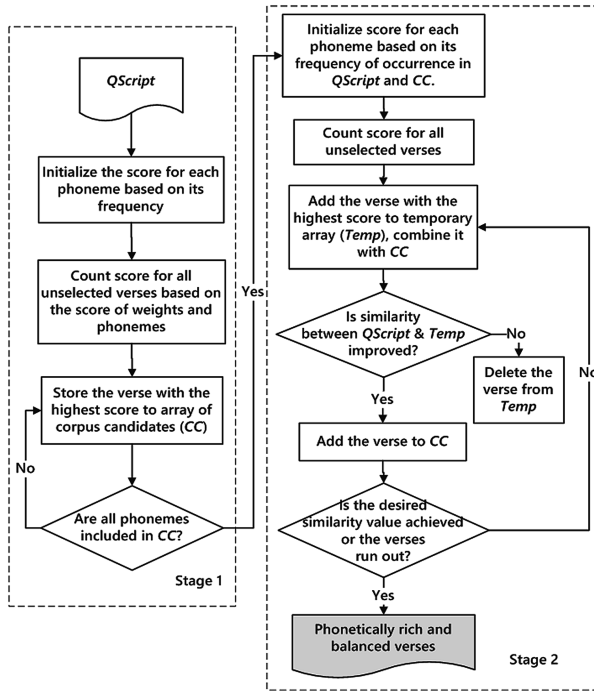 QScript
Initialize the score for each
phoneme based on its
frequency
Count score for all
unselected verses based on
the score of weights and
phonemes
Store the verse with the
highest score to array of
corpus candidates (CC)
No
Are all phonemes
included in CC?
Stage 1
Yes
Initialize score for each
phoneme based on its
frequency of occurrence in
QScript and CC.
Count score for all
unselected verses
Add the verse with the
highest score to temporary
array (Temp), combine it
with CC
Is similarity
between QScript & Temp
improved?
No
Delete the
verse from
Temp
Yes
Add the verse to CC
Is the desired
similarity value achieved
or the verses
run out?
No
Yes
Phonetically rich and
balanced verses
Stage 2